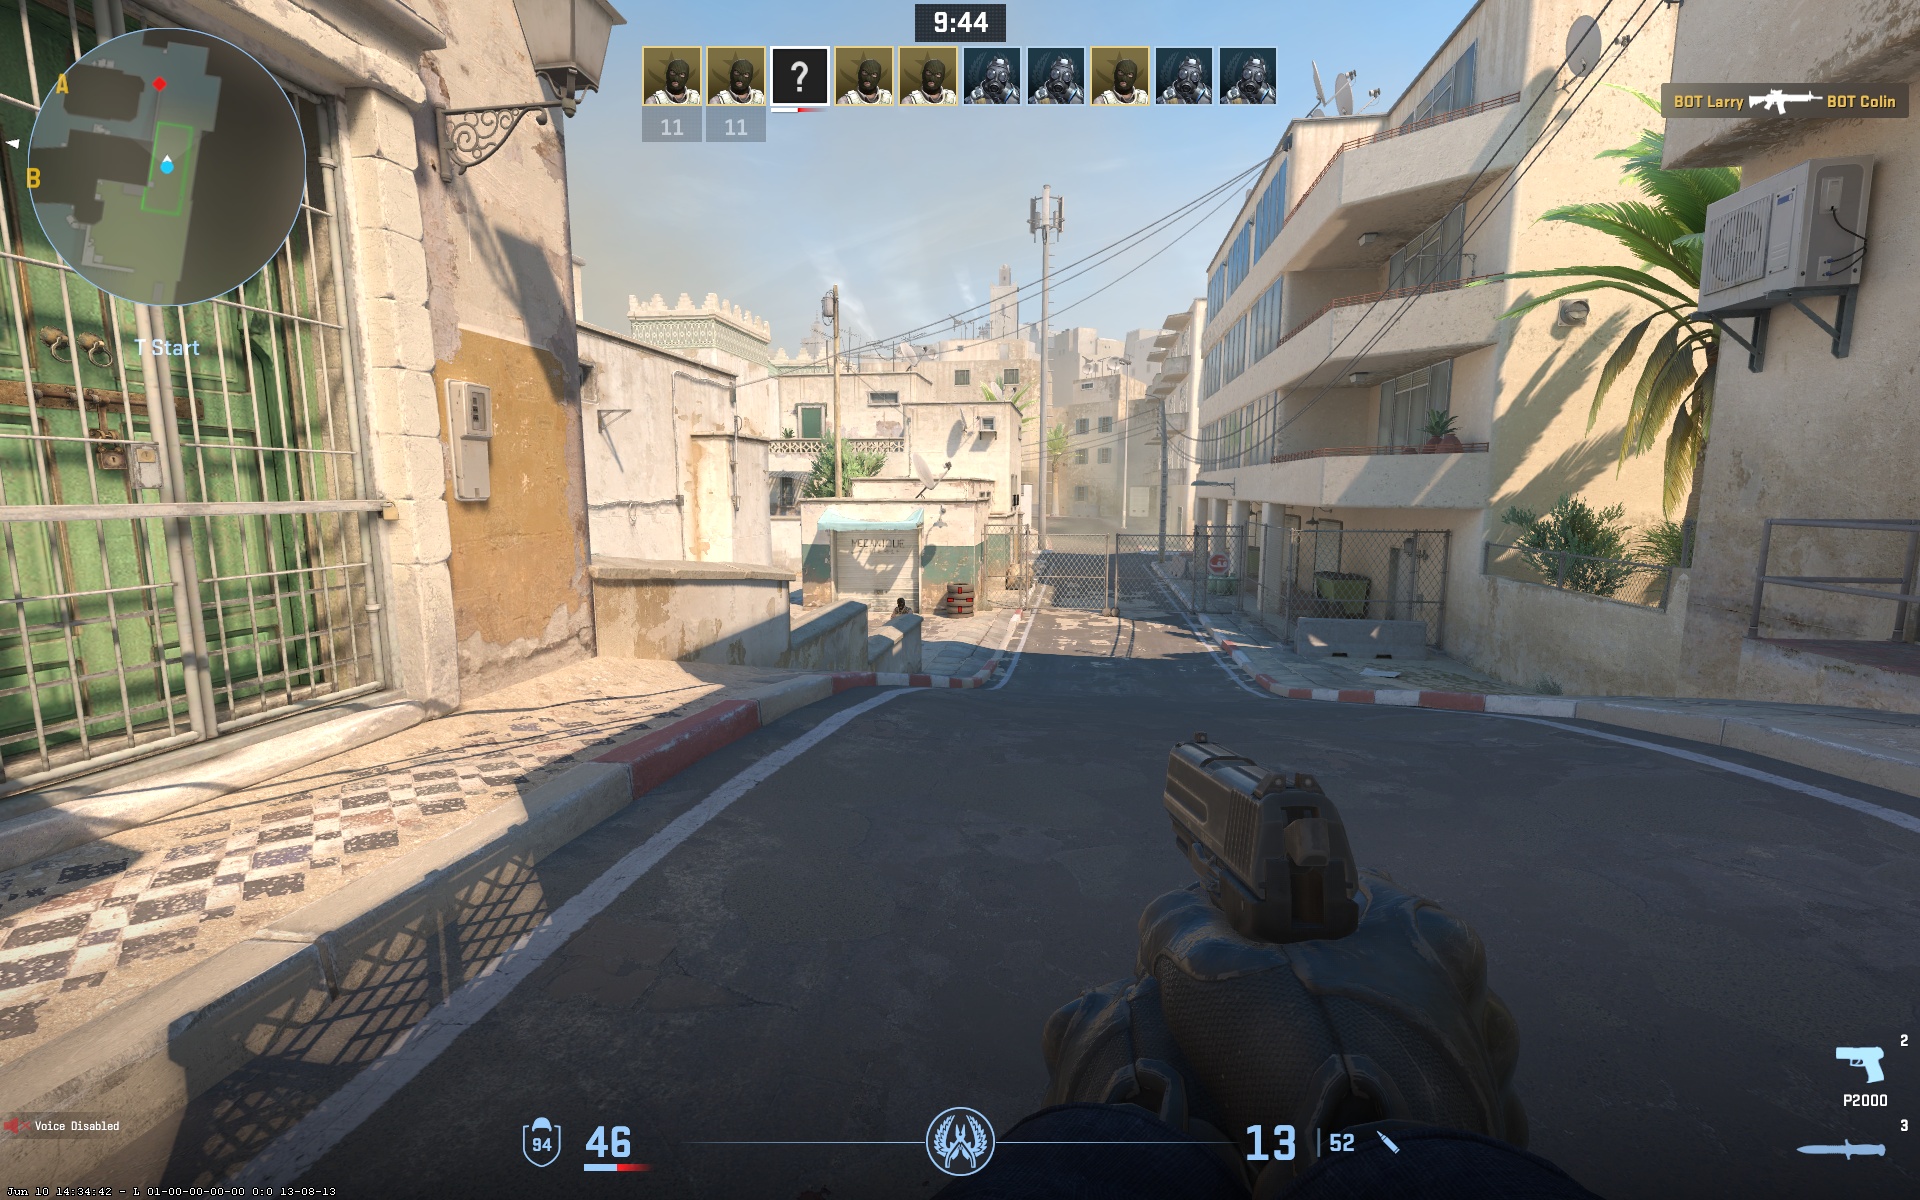 9:44
A
?
11
11
BOT Larry BOT Colin
B
T Start
2
P2000
3
Voice Disabled
94
46
13
52
Jun 10 14:34:42 - L 01-00-00-00-00 0:0 13-08-13